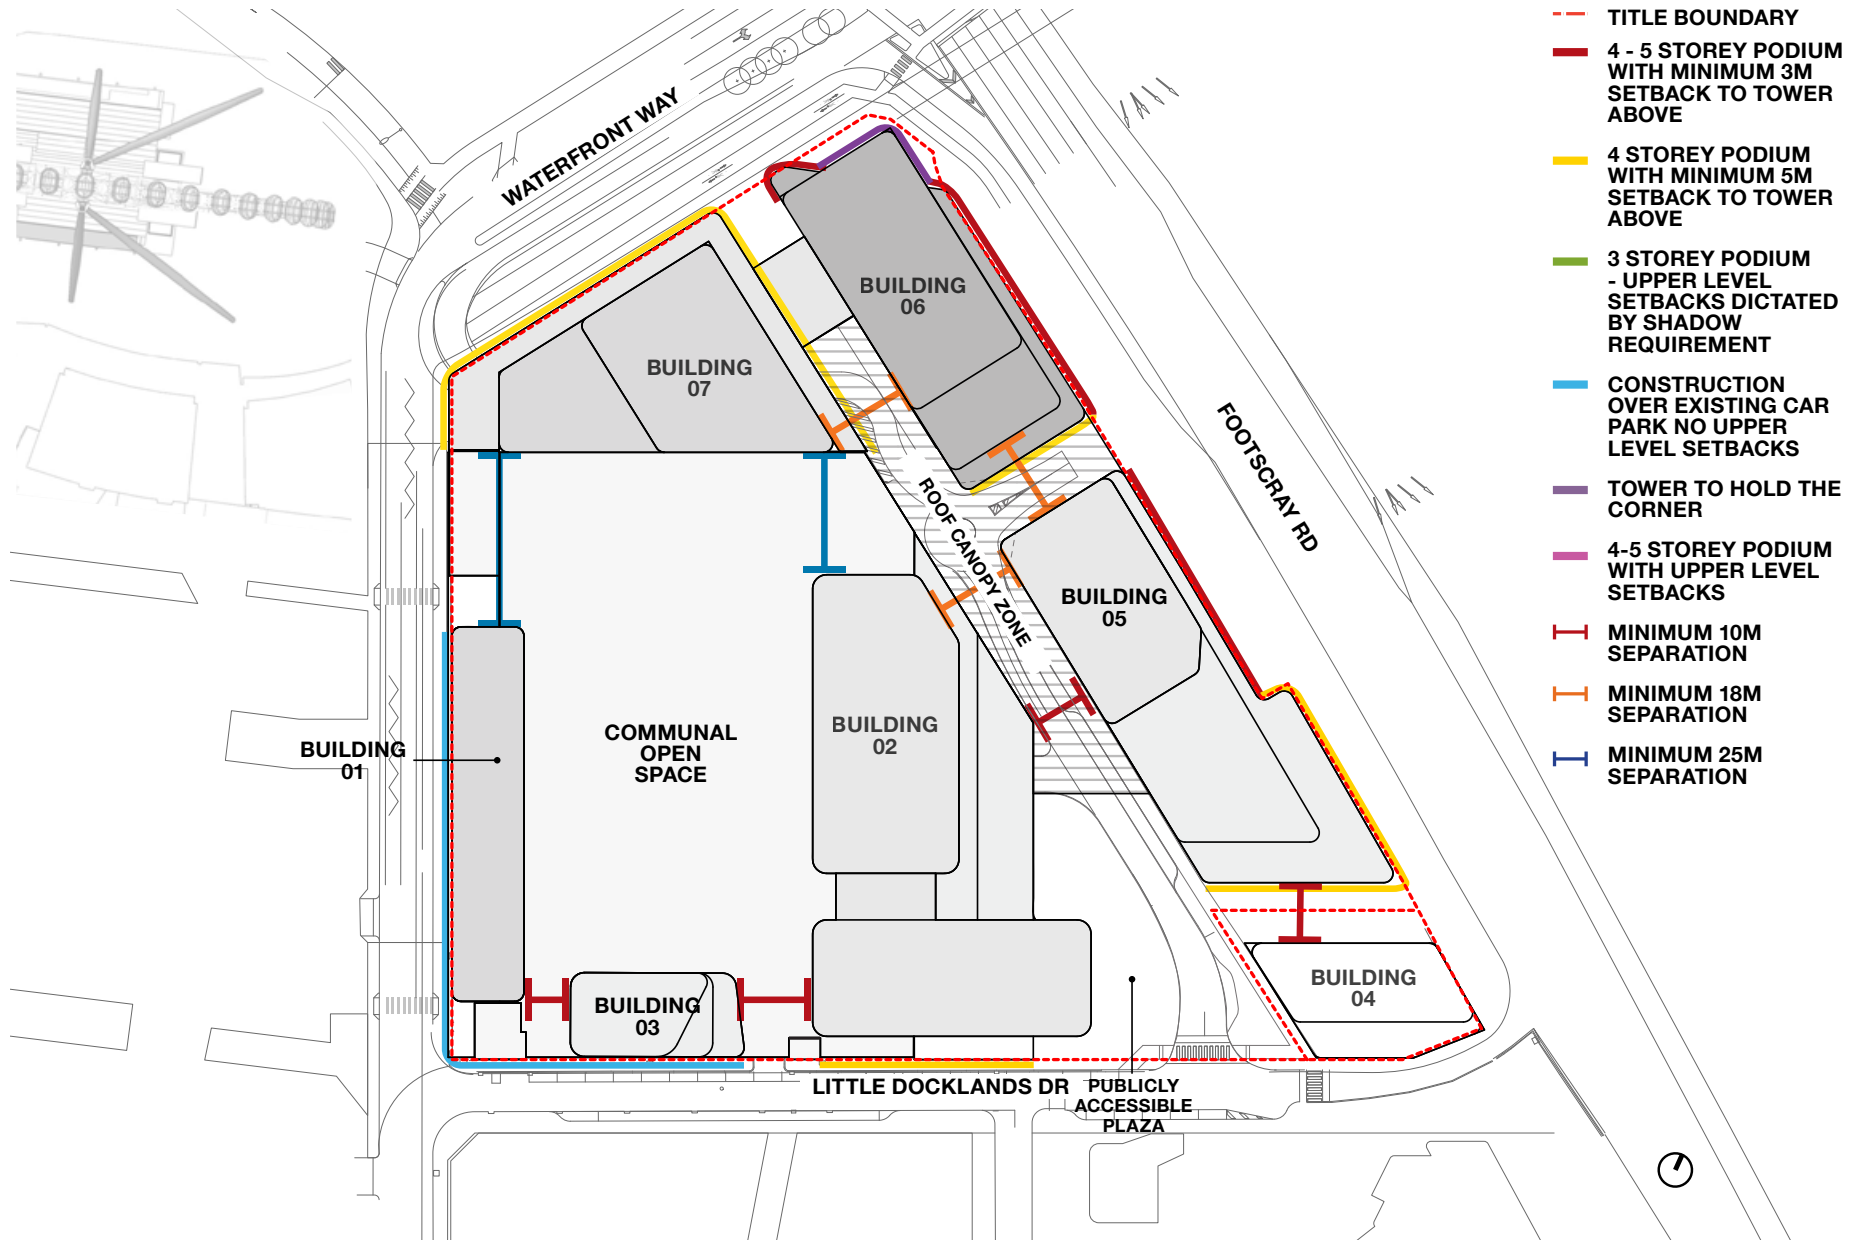 TITLE BOUNDARY
4 - 5 STOREY PODIUM
WITH MINIMUM 3M
SETBACK TO TOWER
ABOVE
4 STOREY PODIUM
WITH MINIMUM 5M
SETBACK TO TOWER
ABOVE
3 STOREY PODIUM
- UPPER LEVEL
SETBACKS DICTATED
BY SHADOW
REQUIREMENT
CONSTRUCTION
OVER EXISTING CAR
PARK NO UPPER
LEVEL SETBACKS
TOWER TO HOLD THE
CORNER
4-5 STOREY PODIUM
WITH UPPER LEVEL
SETBACKS
MINIMUM 10M
SEPARATION
MINIMUM 18M
SEPARATION
MINIMUM 25M
SEPARATION
WATERFRONT WAY
BUILDING
06
BUILDING
07
FOOTSCRAY RD
ROOF CANOPY ZONE
BUILDING
05
BUILDING
01
COMMUNAL
OPEN
SPACE
BUILDING
02
BUILDING
03
BUILDING
04
LITTLE DOCKLANDS DR
PUBLICLY
ACCESSIBLE
PLAZA